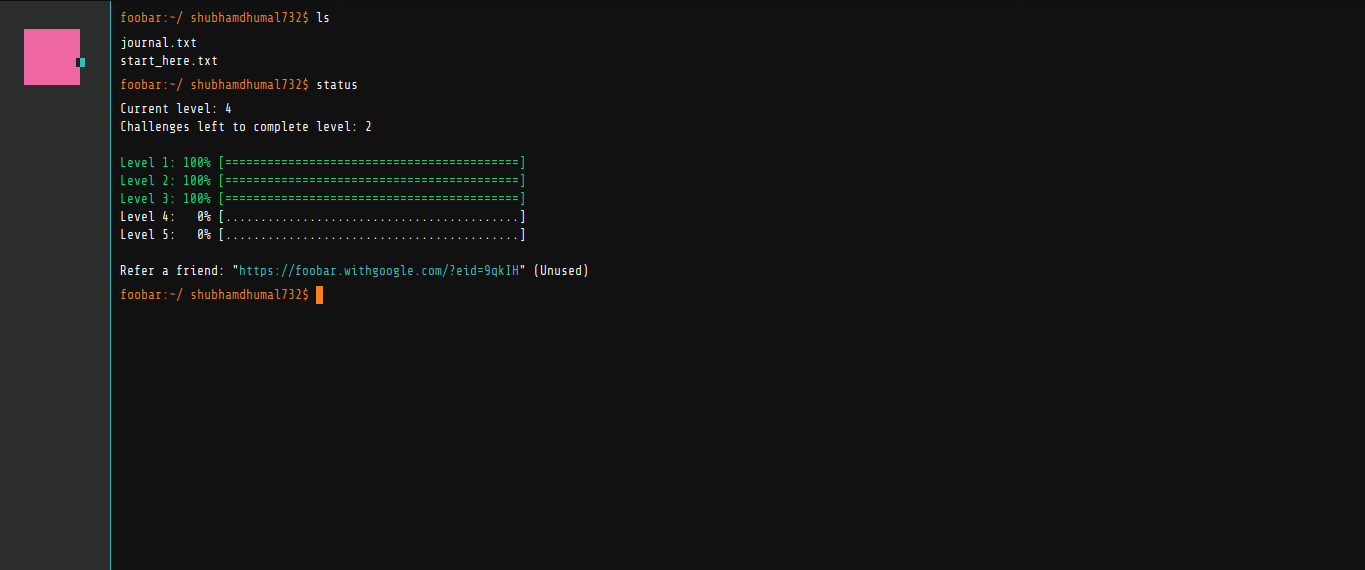 foobar:~/ shubhamdhumal732$ ls
journal.txt
start_here.txt
foobar:~/ shubhamdhumal732$ status
Current level: 4
Challenges left to complete level: 2
Level 1: 100% [==========================================]
Level 2: 100% [==========================================]
Level 3: 100% [==========================================]
Level 4:   0% [..........................................]
Level 5:   0% [..........................................]
Refer a friend: "https://foobar.withgoogle.com/?eid=9qkIH" (Unused)
foobar:~/ shubhamdhumal732$